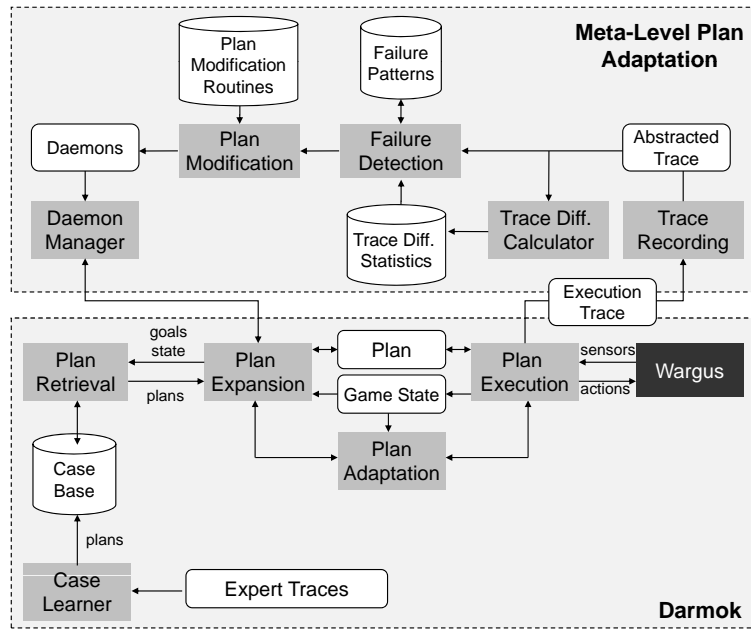 Meta-Level Plan
Adaptation
Plan
Modification
Routines
Failure
Patterns
Daemons
Plan
Modification
Failure
Detection
Abstracted
Trace
Daemon
Manager
Trace Diff.
Statistics
Trace Diff.
Calculator
Trace
Recording
Execution
Trace
goals
state
plans
Plan
Retrieval
Plan
Expansion
Plan
Game State
Plan
Execution
sensors
actions
Wargus
Plan
Adaptation
Case
Base
plans
Case
Learner
Expert Traces
Darmok